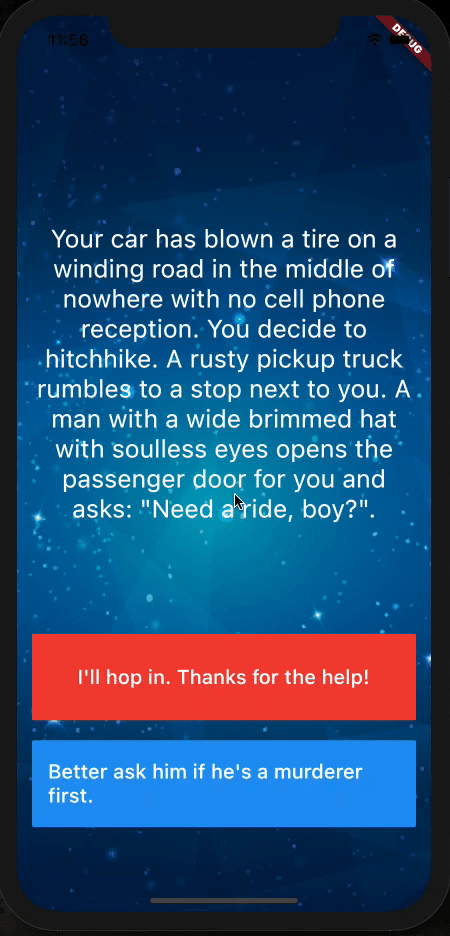 11:56
DEBUG
Your car has blown a tire on a
winding road in the middle of
nowhere with no cell phone
reception. You decide to
hitchhike. A rusty pickup truck
rumbles to a stop next to you. A
man with a wide brimmed hat
with soulless eyes opens the
passenger door for you and
asks: "Need a ride, boy?".
I'll hop in. Thanks for the help!
Better ask him if he's a murderer
first.